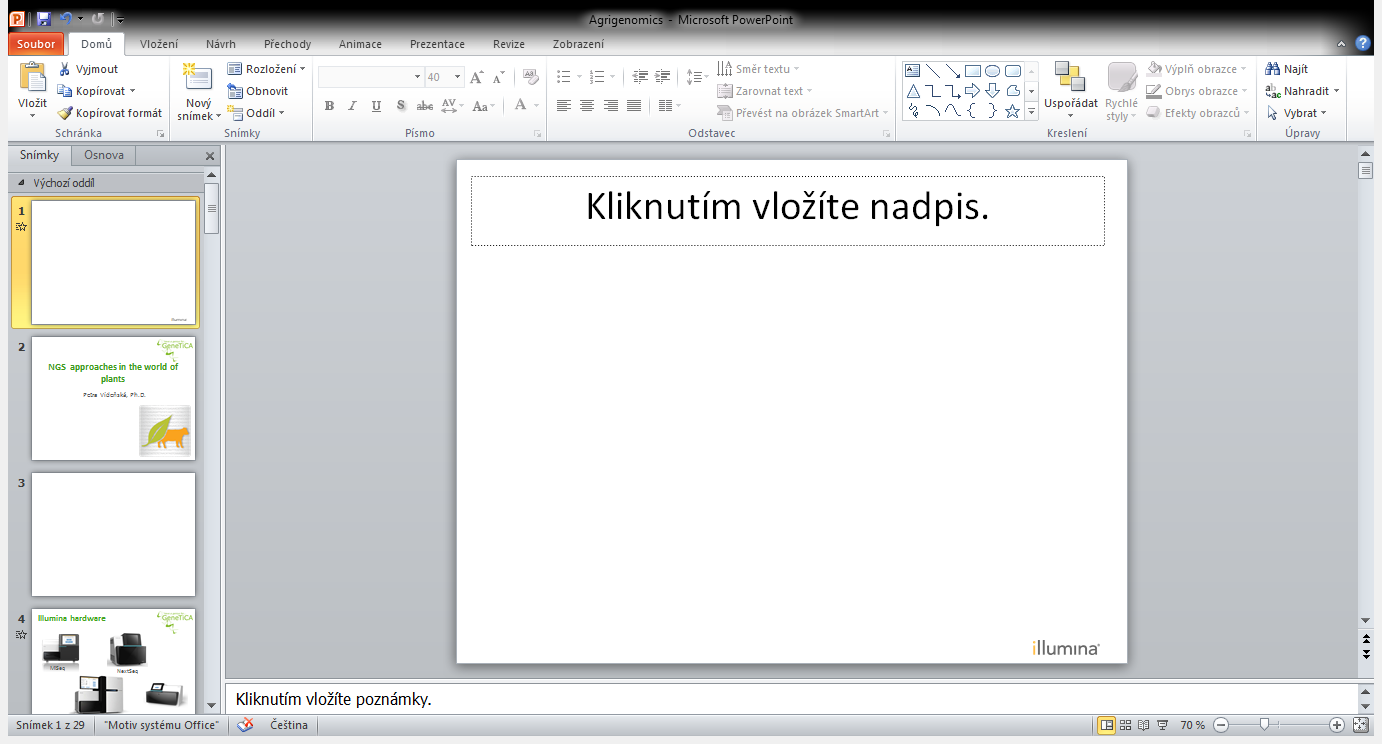 Agrigenomics - Microsoft PowerPoint
Soubor Domů Vložení Návrh Přechody Animace Prezentace Revize Zobrazení
Vložit
Vyjmout
Kopírovat
Kopírovat formát
Schránka
Nový snímek
Rozložení
Obnovit
Oddíl
Snímky
40
Písmo
Směr textu
Zarovnat text
Převést na obrázek SmartArt
Odstavec
Uspořádat
Rychlé styly
Výplň obrazce
Obrys obrazce
Efekty obrazců
Kreslení
Najít
Nahradit
Vybrat
Úpravy
Snímky Osnova
Výchozí oddíl
1
illumina
2
GeneTiCA
NGS approaches in the world of
plants
Ph.D.
3
4
Illumina hardware
GeneTiCA
MiSeq
NextSeq
Kliknutím vložíte nadpis.
illumina
Kliknutím vložíte poznámky.
Snímek 1 z 29 "Motiv systému Office" Čeština 70 %